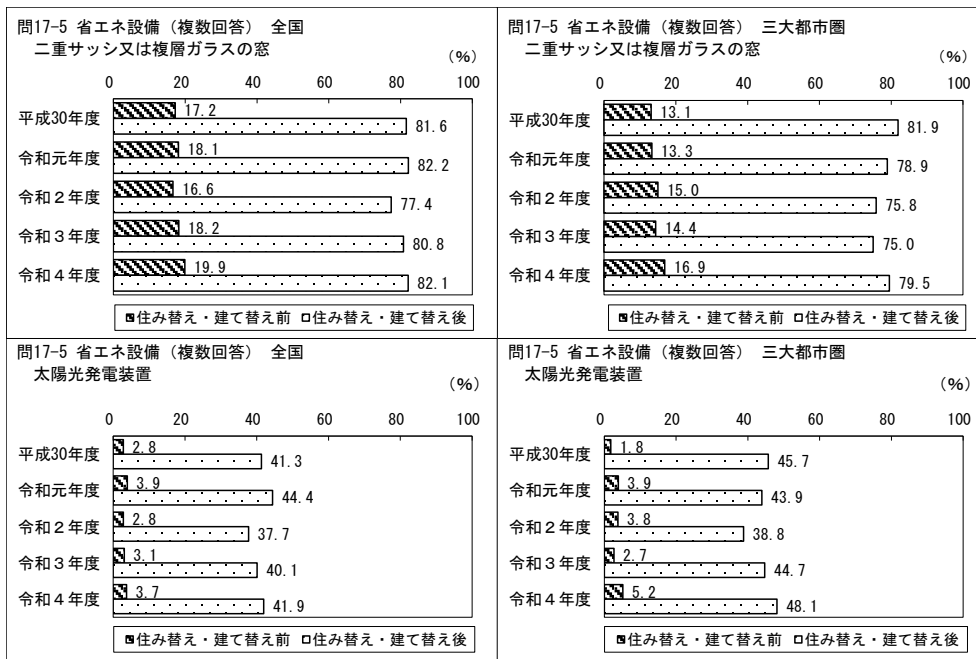 問17-5 省エネ設備（複数回答） 全国
二重サッシ又は複層ガラスの窓
(%)
0 20 40 60 80 100
平成30年度 17.2 81.6
令和元年度 18.1 82.2
令和２年度 16.6 77.4
令和３年度 18.2 80.8
令和４年度 19.9 82.1
住み替え・建て替え前 住み替え・建て替え後
問17-5 省エネ設備（複数回答） 三大都市圏
二重サッシ又は複層ガラスの窓
(%)
0 20 40 60 80 100
平成30年度 13.1 81.9
令和元年度 13.3 78.9
令和２年度 15.0 75.8
令和３年度 14.4 75.0
令和４年度 16.9 79.5
住み替え・建て替え前 住み替え・建て替え後
問17-5 省エネ設備（複数回答） 全国
太陽光発電装置
(%)
0 20 40 60 80 100
平成30年度 2.8 41.3
令和元年度 3.9 44.4
令和２年度 2.8 37.7
令和３年度 3.1 40.1
令和４年度 3.7 41.9
住み替え・建て替え前 住み替え・建て替え後
問17-5 省エネ設備（複数回答） 三大都市圏
太陽光発電装置
(%)
0 20 40 60 80 100
平成30年度 1.8 45.7
令和元年度 3.9 43.9
令和２年度 3.8 38.8
令和３年度 2.7 44.7
令和４年度 5.2 48.1
住み替え・建て替え前 住み替え・建て替え後